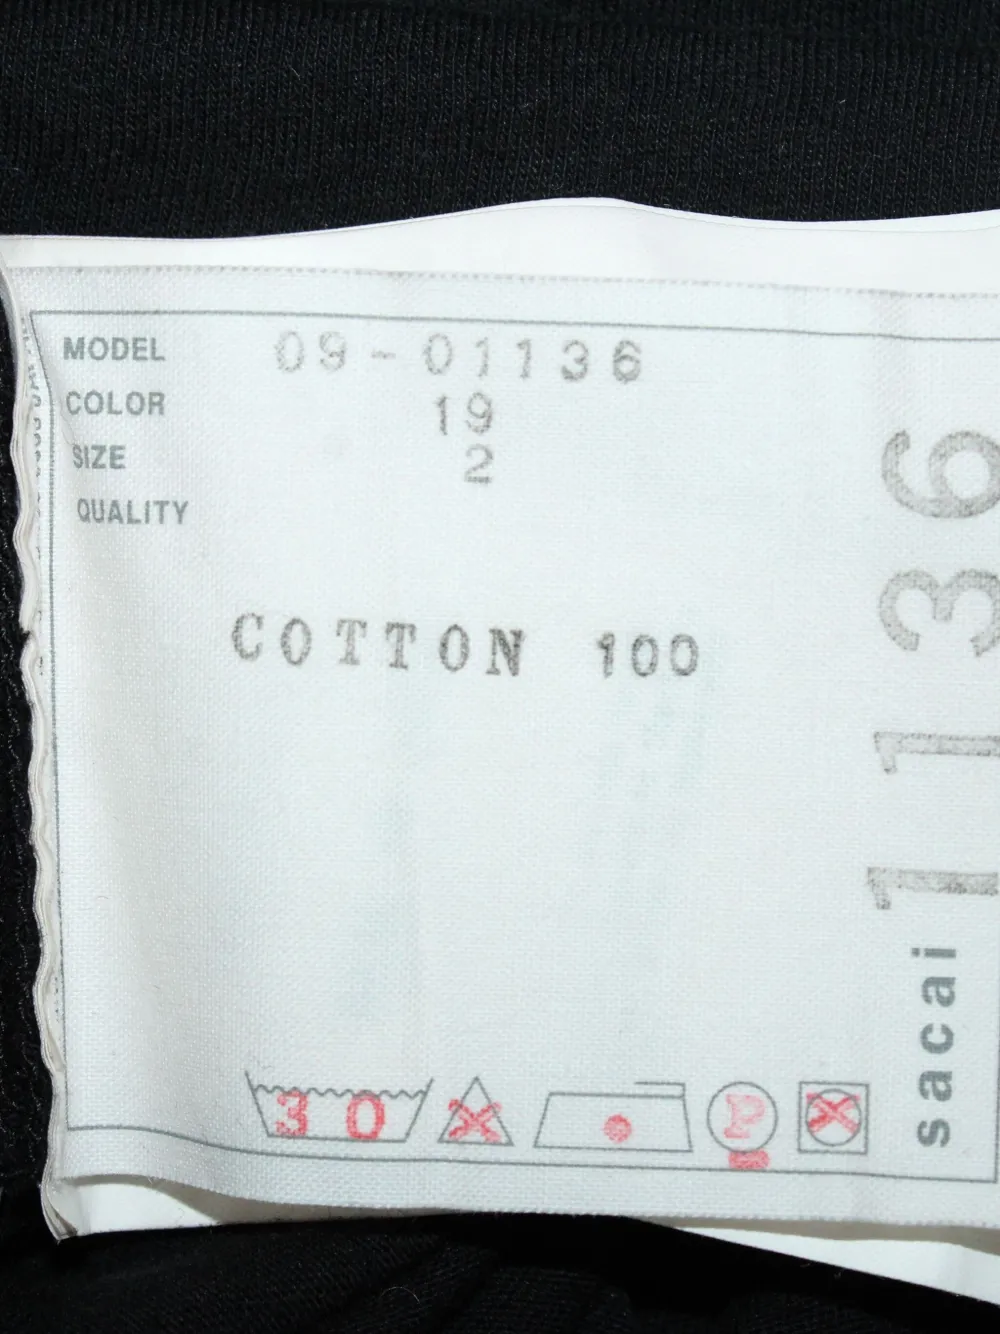 MODEL 09-01136
COLOR 19
SIZE 2
QUALITY
COTTON 100
30
P
sacai 1136